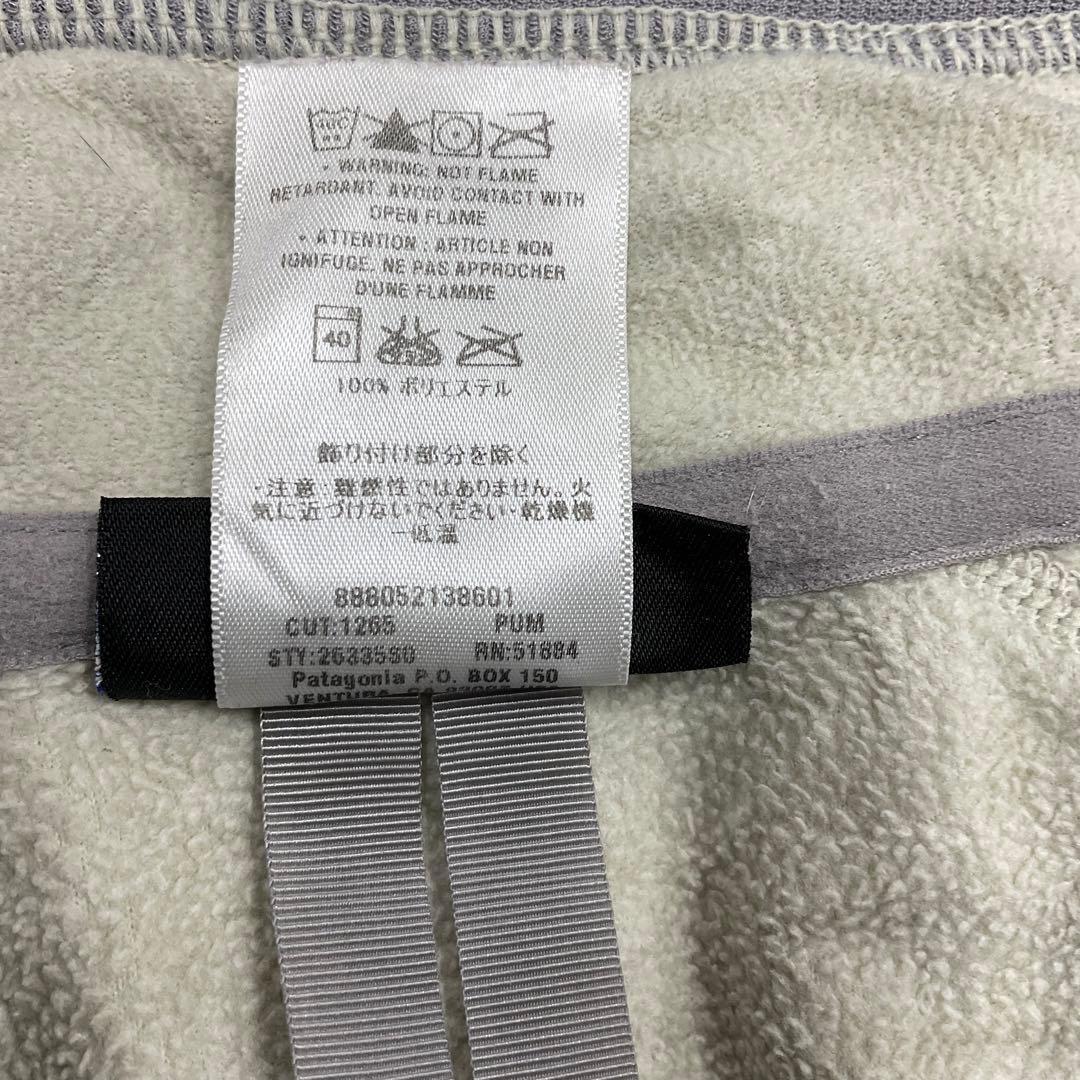 • WARNING: NOT FLAME
RETARDANT. AVOID CONTACT WITH
OPEN FLAME
• ATTENTION : ARTICLE NON
IGNIFUGE. NE PAS APPROCHER
D'UNE FLAMME
40
100% ポリエステル
飾り付け部分を除く
・注意・難燃性ではありません。火
気に近づけないでください・乾燥機
－低温
888052138601
CUT:1265 PUM
STY:26335S0 RN:51884
Patagonia P.O. BOX 150
VENTURA